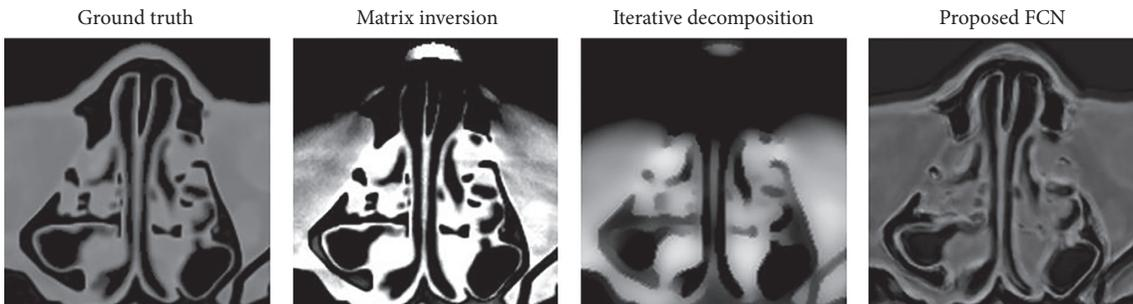 Ground truth
Matrix inversion
Iterative decomposition
Proposed FCN